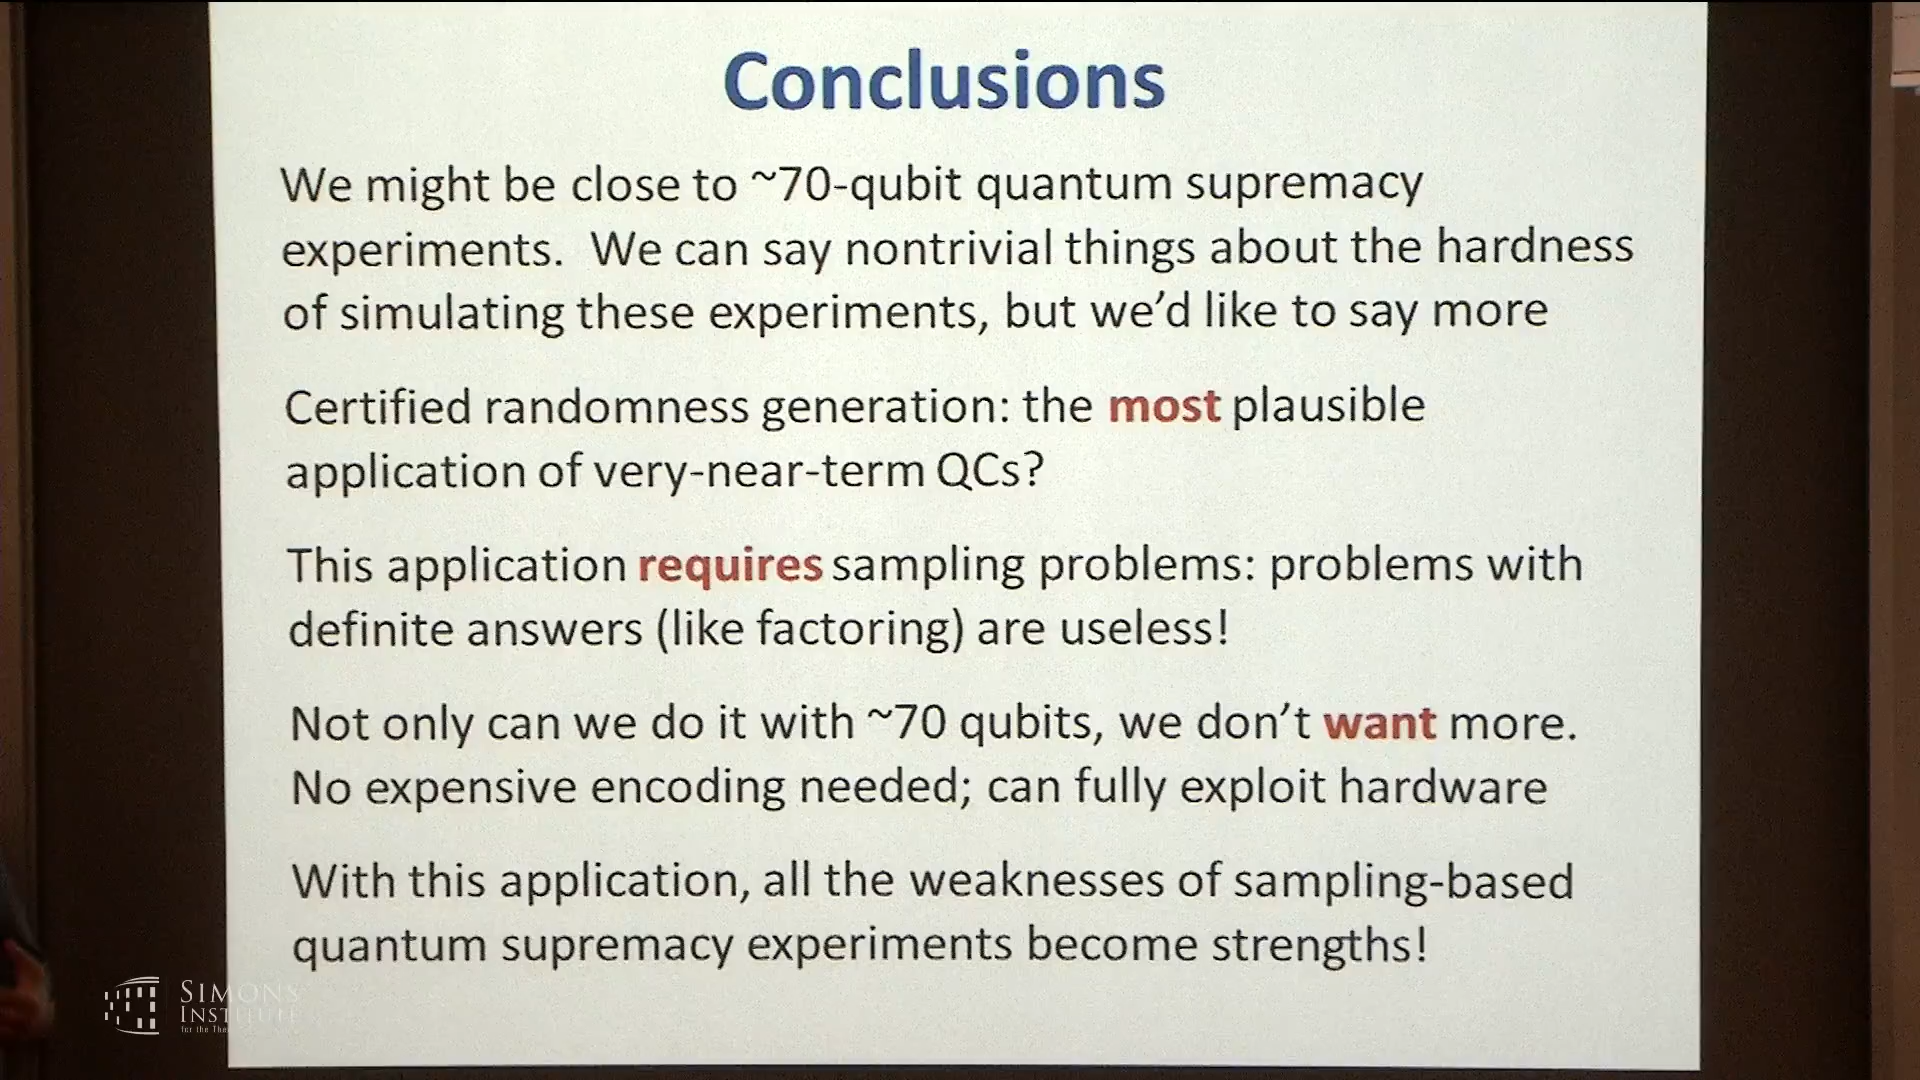 Conclusions
We might be close to ~70-qubit quantum supremacy
experiments.  We can say nontrivial things about the hardness
of simulating these experiments, but we'd like to say more
Certified randomness generation: the most plausible
application of very-near-term QCs?
This application requires sampling problems: problems with
definite answers (like factoring) are useless!
Not only can we do it with ~70 qubits, we don't want more.
No expensive encoding needed; can fully exploit hardware
With this application, all the weaknesses of sampling-based
quantum supremacy experiments become strengths!
SIMONS
INSTITUTE
for the